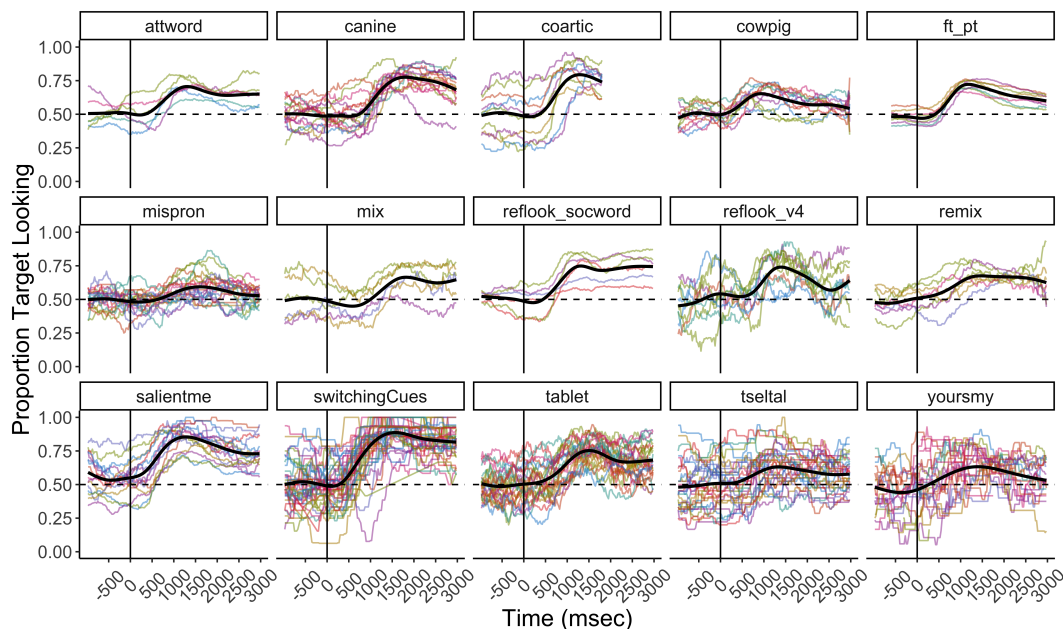 attword canine coartic cowpig ft_pt
1.00
0.75
0.50
0.25
0.00
mispron mix reflook_socword reflook_v4 remix
1.00
0.75
0.50
0.25
0.00
salientme switchingCues tablet tseltal yoursmy
1.00
0.75
0.50
0.25
0.00
-500 0 500 1000 1500 2000 2500 3000 -500 0 500 1000 1500 2000 2500 3000 -500 0 500 1000 1500 2000 2500 3000 -500 0 500 1000 1500 2000 2500 3000 -500 0 500 1000 1500 2000 2500 3000
Time (msec)
Proportion Target Looking